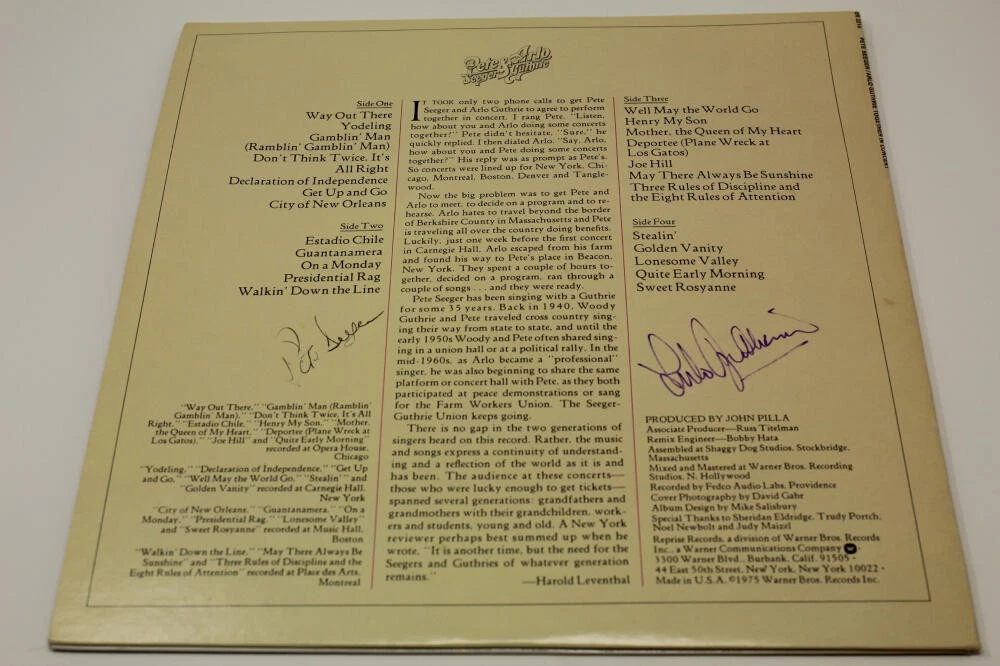 Pete & Arlo
Seeger Guthrie
Side One
Way Out There
Yodeling
Gamblin' Man
(Ramblin' Gamblin' Man)
Don't Think Twice, It's
All Right
Declaration of Independence
Get Up and Go
City of New Orleans
Side Two
Estadio Chile
Guantanamera
On a Monday
Presidential Rag
Walkin' Down the Line
Pete Seeger
"Way Out There," "Gamblin' Man (Ramblin'
Gamblin' Man)," "Don't Think Twice, It's All
Right," "Estadio Chile," "Henry My Son," "Mother,
the Queen of My Heart," "Deportee (Plane Wreck at
Los Gatos)," "Joe Hill" and "Quite Early Morning"
recorded at Opera House,
Chicago
"Yodeling," "Declaration of Independence," "Get Up
and Go," "Well May the World Go," "Stealin'" and
"Golden Vanity" recorded at Carnegie Hall,
New York
"City of New Orleans," "Guantanamera," "On a
Monday," "Presidential Rag," "Lonesome Valley"
and "Sweet Rosyanne" recorded at Music Hall,
Boston
"Walkin' Down the Line," "May There Always Be
Sunshine" and "Three Rules of Discipline and the
Eight Rules of Attention" recorded at Place des Arts,
Montreal
IT TOOK only two phone calls to get Pete
Seeger and Arlo Guthrie to agree to perform
together in concert. I rang Pete. "Listen,
how about you and Arlo doing some concerts
together?" Pete didn't hesitate, "Sure," he
quickly replied. I then dialed Arlo. "Say, Arlo,
how about you and Pete doing some concerts
together?" His reply was as prompt as Pete's.
So concerts were lined up for New York, Chi-
cago, Montreal, Boston, Denver and Tangle-
wood.
Now the big problem was to get Pete and
Arlo to meet, to decide on a program and to re-
hearse. Arlo hates to travel beyond the border
of Berkshire County in Massachusetts and Pete
is traveling all over the country doing benefits.
Luckily, just one week before the first concert
in Carnegie Hall, Arlo escaped from his farm
and found his way to Pete's place in Beacon,
New York. They spent a couple of hours to-
gether, decided on a program, ran through a
couple of songs . . . and they were ready.
Pete Seeger has been singing with a Guthrie
for some 35 years. Back in 1940, Woody
Guthrie and Pete traveled cross country sing-
ing their way from state to state, and until the
early 1950s Woody and Pete often shared sing-
ing in a union hall or at a political rally. In the
mid-1960s, as Arlo became a "professional"
singer, he was also beginning to share the same
platform or concert hall with Pete, as they both
participated at peace demonstrations or sang
for the Farm Workers Union. The Seeger-
Guthrie Union keeps going.
There is no gap in the two generations of
singers heard on this record. Rather, the music
and songs express a continuity of understand-
ing and a reflection of the world as it is and
has been. The audience at these concerts—
those who were lucky enough to get tickets—
spanned several generations: grandfathers and
grandmothers with their grandchildren, work-
ers and students, young and old. A New York
reviewer perhaps best summed up when he
wrote, "It is another time, but the need for the
Seegers and Guthries of whatever generation
remains."
—Harold Leventhal
Side Three
Well May the World Go
Henry My Son
Mother, the Queen of My Heart
Deportee (Plane Wreck at
Los Gatos)
Joe Hill
May There Always Be Sunshine
Three Rules of Discipline and
the Eight Rules of Attention
Side Four
Stealin'
Golden Vanity
Lonesome Valley
Quite Early Morning
Sweet Rosyanne
Arlo Guthrie
PRODUCED BY JOHN PILLA
Associate Producer—Russ Titelman
Remix Engineer—Bobby Hata
Assembled at Shaggy Dog Studios, Stockbridge,
Massachusetts
Mixed and Mastered at Warner Bros. Recording
Studios, N. Hollywood
Recorded by Fedco Audio Labs, Providence
Cover Photography by David Gahr
Album Design by Mike Salisbury
Special Thanks to Sheridan Eldridge, Trudy Portch,
Noel Newbolt and Judy Maizel
Reprise Records, a division of Warner Bros. Records
Inc., a Warner Communications Company
3300 Warner Blvd., Burbank, Calif. 91505 •
44 East 50th Street, New York, New York 10022 •
Made in U.S.A. ©1975 Warner Bros. Records Inc.
PETE SEEGER/ARLO GUTHRIE TOGETHER IN CONCERT